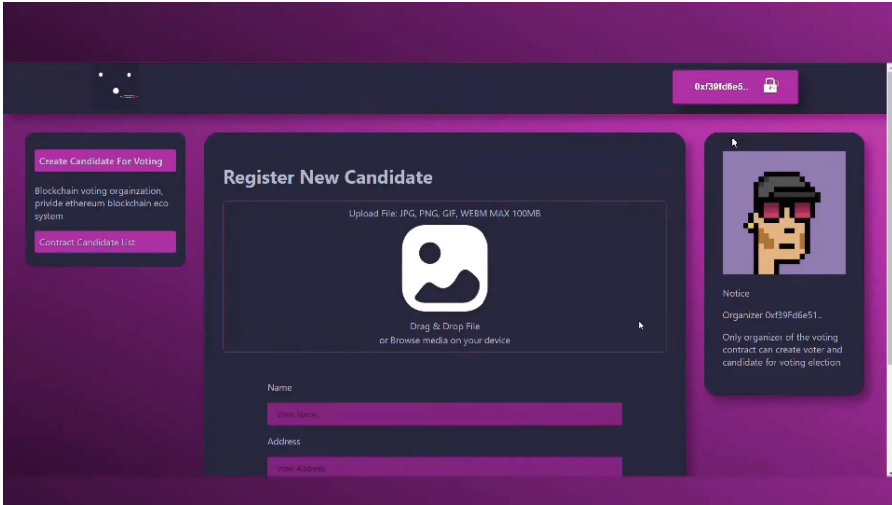 0xf39fd6e5..
Create Candidate For Voting
Blockchain voting orgainzation,
privide ethereum blockchain eco
system
Contract Candidate List
Register New Candidate
Upload File: JPG, PNG, GIF, WEBM MAX 100MB
Drag & Drop File
or Browse media on your device
Name
Voter Name
Address
Voter Address
Notice
Organizer 0xf39Fd6e51..
Only organizer of the voting
contract can create voter and
candidate for voting election